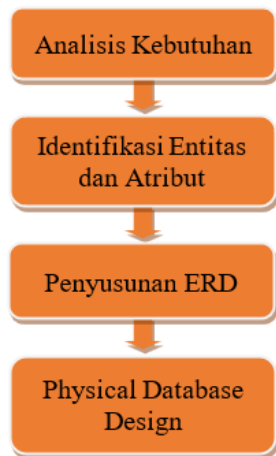 Analisis Kebutuhan
Identifikasi Entitas
dan Atribut
Penyusunan ERD
Physical Database
Design